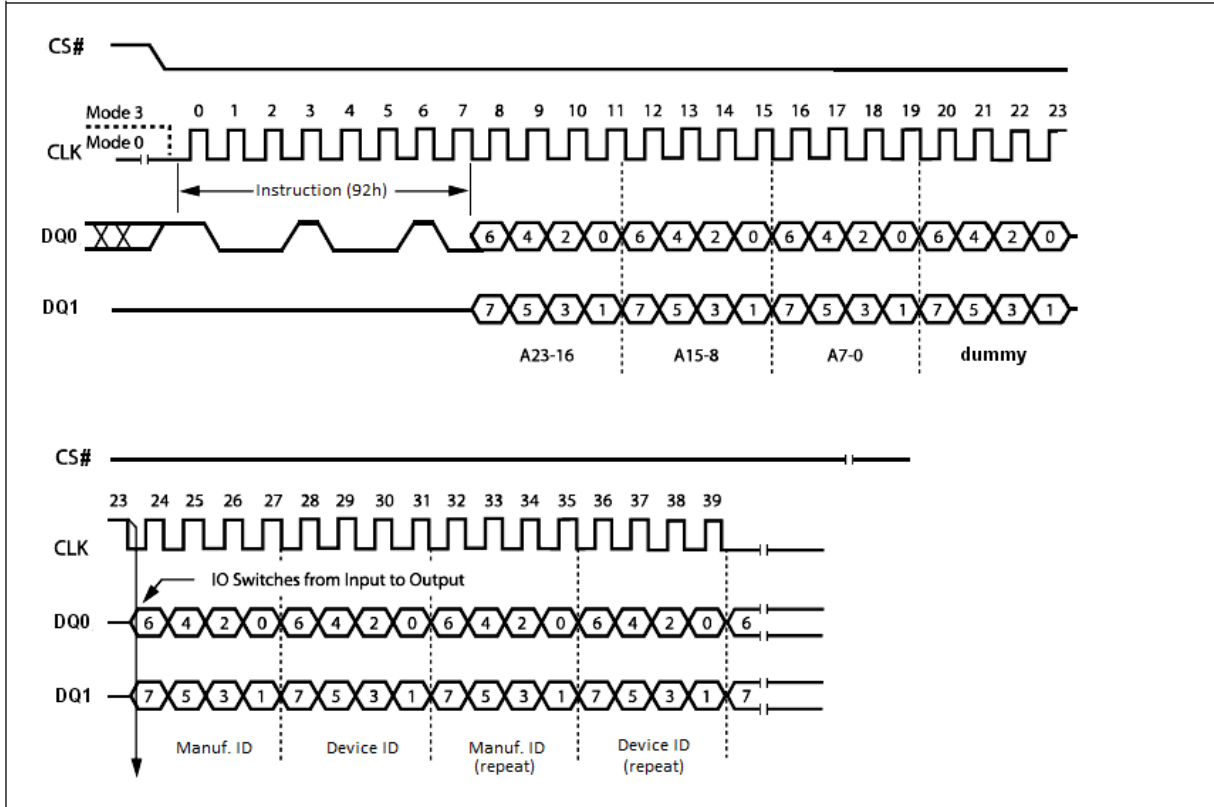 CS#
Mode 3
0 1 2 3 4 5 6 7 8 9 10 11 12 13 14 15 16 17 18 19 20 21 22 23
Mode 0
CLK
Instruction (92h)
DQ0 6 4 2 0 6 4 2 0 6 4 2 0 6 4 2 0
DQ1 7 5 3 1 7 5 3 1 7 5 3 1 7 5 3 1
A23-16 A15-8 A7-0 dummy
CS#
23 24 25 26 27 28 29 30 31 32 33 34 35 36 37 38 39
CLK
IO Switches from Input to Output
DQ0 6 4 2 0 6 4 2 0 6 4 2 0 6 4 2 0 6
DQ1 7 5 3 1 7 5 3 1 7 5 3 1 7 5 3 1 7
Manuf. ID Device ID Manuf. ID Device ID
(repeat) (repeat)